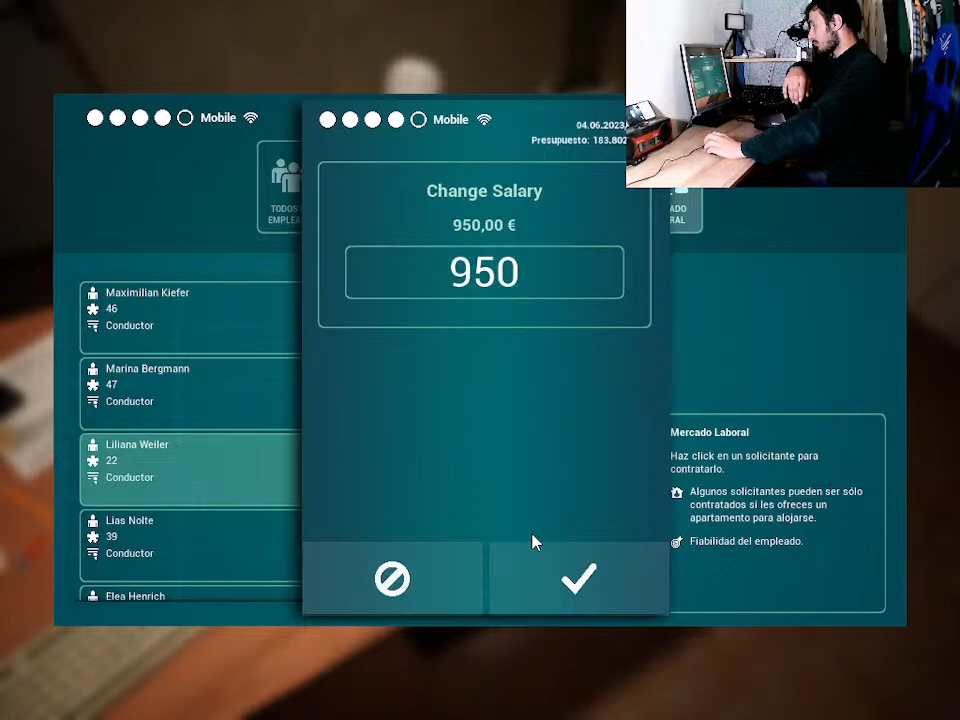 Mobile
Mobile
04.06.2023
Presupuesto: 183.802
TODOS
EMPLEA
Change Salary
950,00 €
950
Maximilian Kiefer
46
Conductor
Marina Bergmann
47
Conductor
Liliana Weiler
22
Conductor
Lias Nolte
39
Conductor
Elea Henrich
ADO
RAL
Mercado Laboral
Haz click en un solicitante para
contratarlo.
Algunos solicitantes pueden ser sólo
contratados si les ofreces un
apartamento para alojarse.
Fiabilidad del empleado.